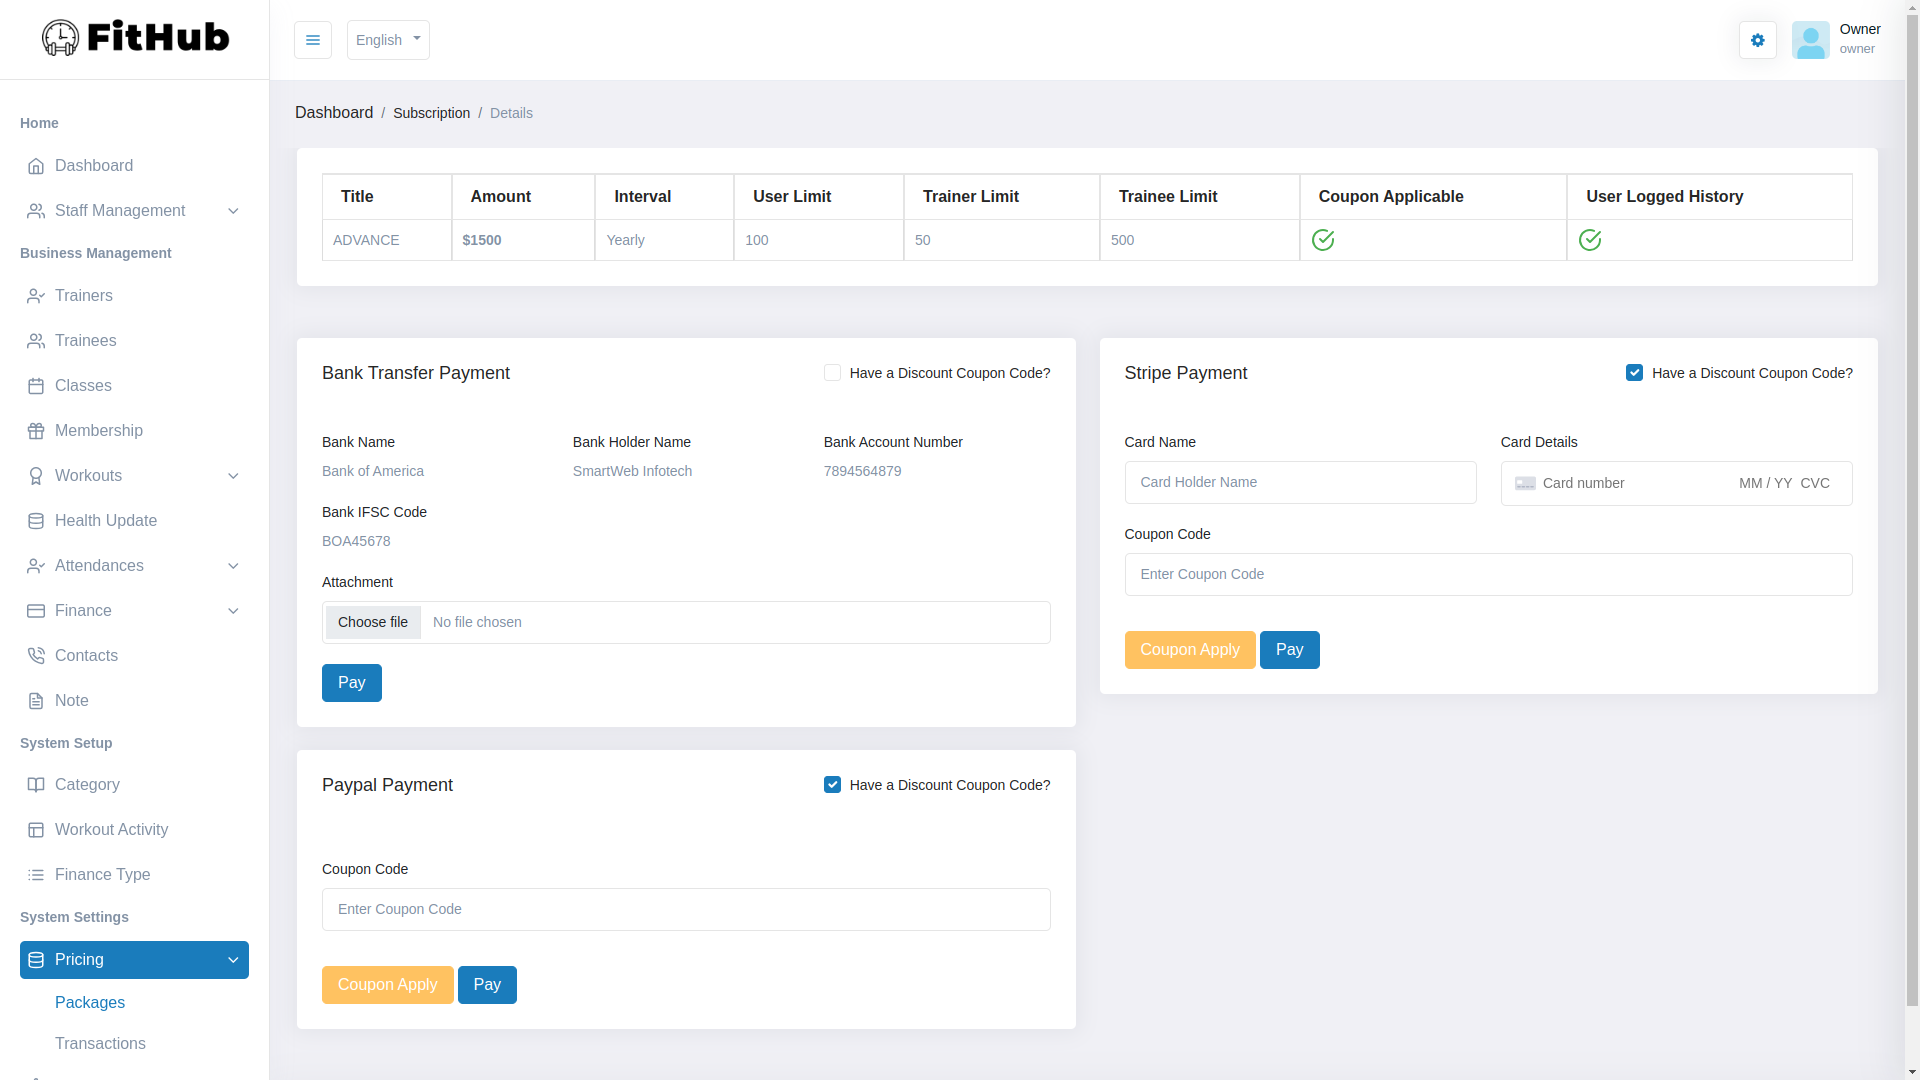 FitHub
English
Owner
owner
Home
Dashboard
Staff Management
Business Management
Trainers
Trainees
Classes
Membership
Workouts
Health Update
Attendances
Finance
Contacts
Note
System Setup
Category
Workout Activity
Finance Type
System Settings
Pricing
Packages
Transactions
Dashboard / Subscription / Details
Title Amount Interval User Limit Trainer Limit Trainee Limit Coupon Applicable User Logged History
ADVANCE $1500 Yearly 100 50 500
Bank Transfer Payment Have a Discount Coupon Code?
Bank Name Bank Holder Name Bank Account Number
Bank of America SmartWeb Infotech 7894564879
Bank IFSC Code
BOA45678
Attachment
Choose file No file chosen
Pay
Stripe Payment Have a Discount Coupon Code?
Card Name Card Details
Card Holder Name Card number MM / YY CVC
Coupon Code
Enter Coupon Code
Coupon Apply Pay
Paypal Payment Have a Discount Coupon Code?
Coupon Code
Enter Coupon Code
Coupon Apply Pay